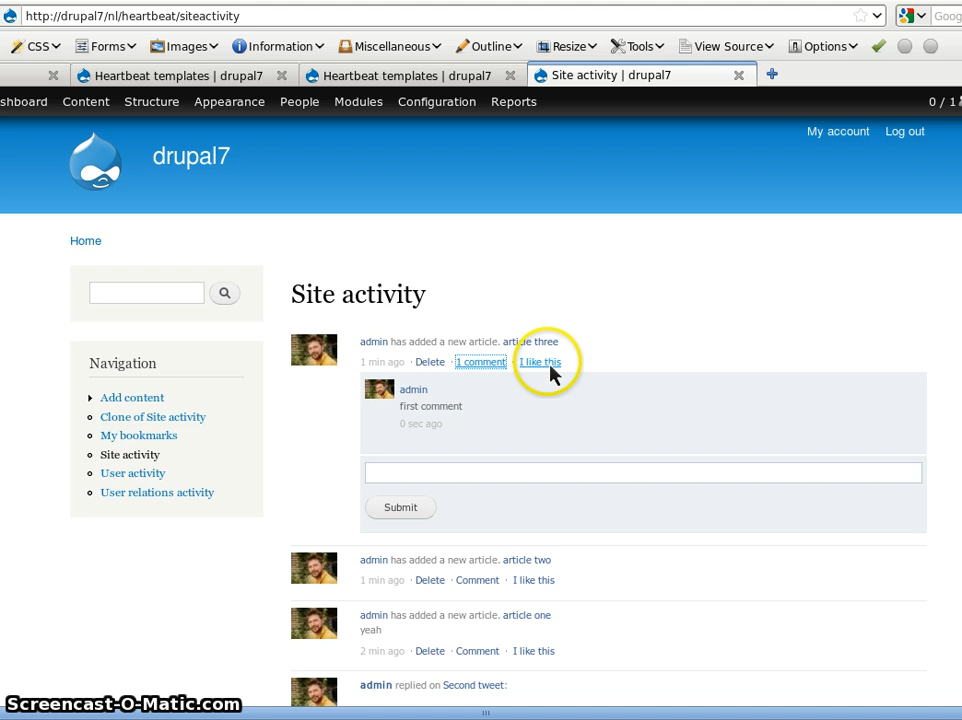 http://drupal7/nl/heartbeat/siteactivity
Goog
CSS Forms Images Information Miscellaneous Outline Resize Tools View Source Options
Heartbeat templates | drupal7 Heartbeat templates | drupal7 Site activity | drupal7
shboard Content Structure Appearance People Modules Configuration Reports 0 / 1
My account Log out
drupal7
Home
Site activity
Navigation
Add content
Clone of Site activity
My bookmarks
Site activity
User activity
User relations activity
admin has added a new article. article three
1 min ago · Delete · 1 comment · I like this
admin
first comment
0 sec ago
Submit
admin has added a new article. article two
1 min ago · Delete · Comment · I like this
admin has added a new article. article one
yeah
2 min ago · Delete · Comment · I like this
admin replied on Second tweet:
Screencast-O-Matic.com